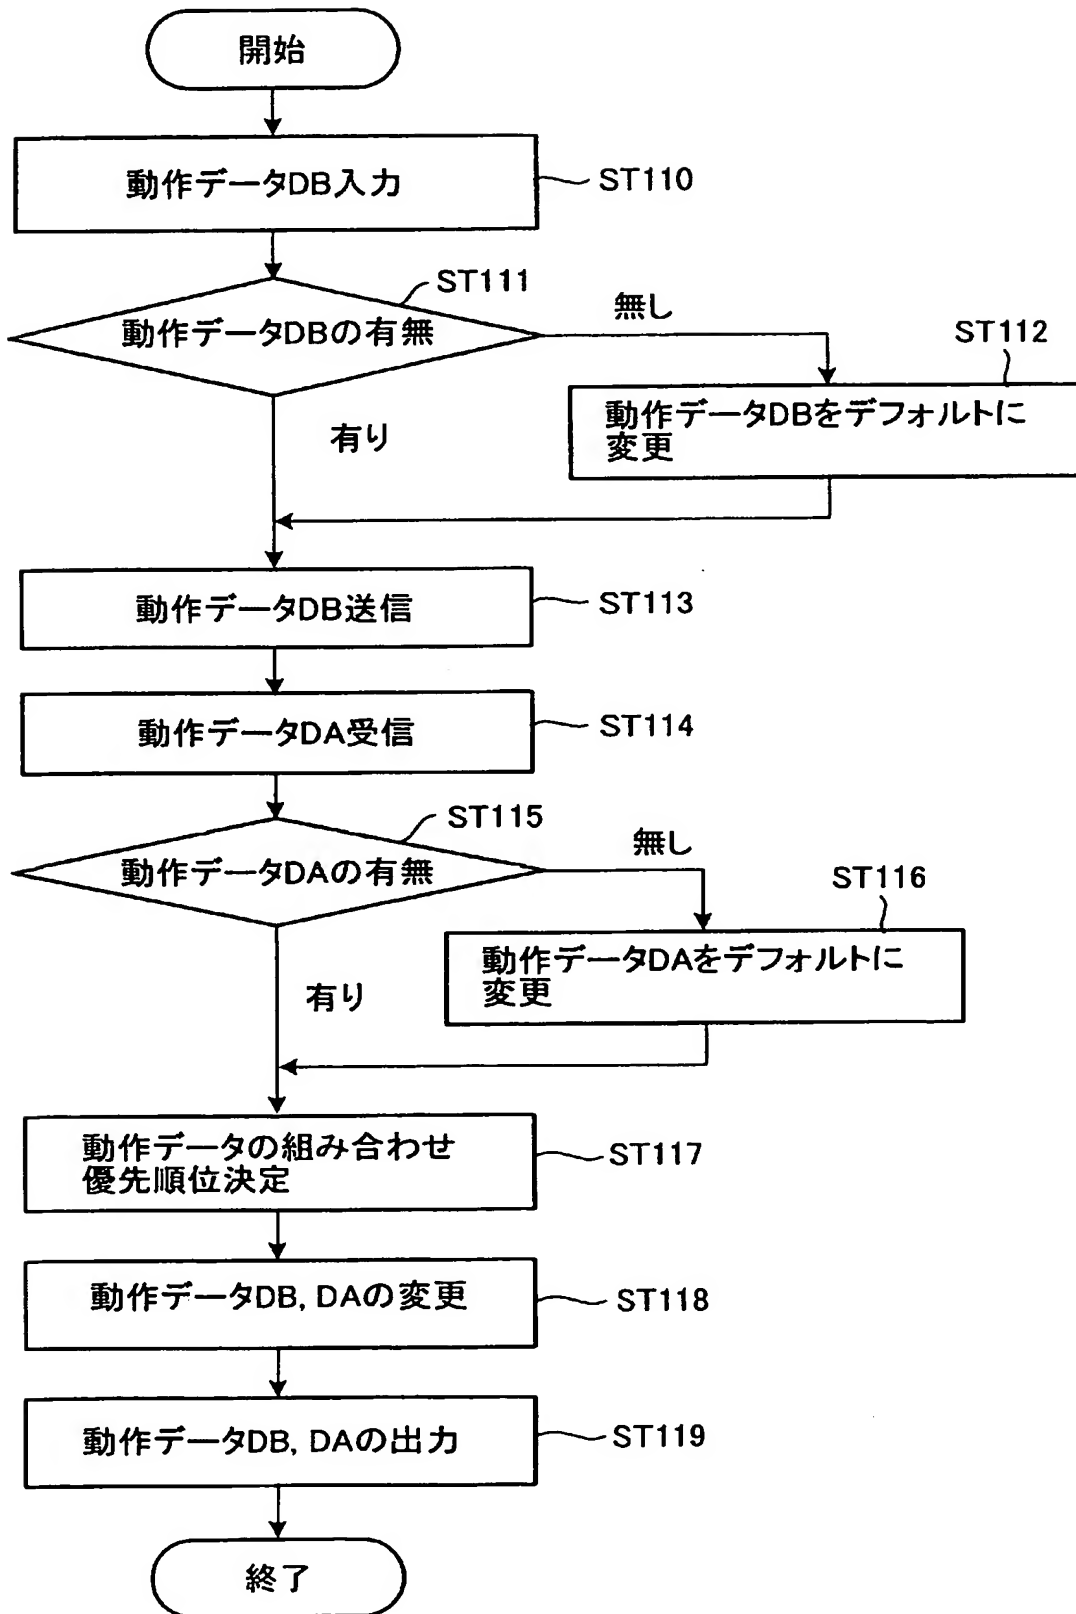 開始
動作データDB入力
ST110
ST111
動作データDBの有無
無し
ST112
動作データDBをデフォルトに
変更
有り
動作データDB送信
ST113
動作データDA受信
ST114
ST115
動作データDAの有無
無し
ST116
動作データDAをデフォルトに
変更
有り
動作データの組み合わせ
優先順位決定
ST117
動作データDB, DAの変更
ST118
動作データDB, DAの出力
ST119
終了